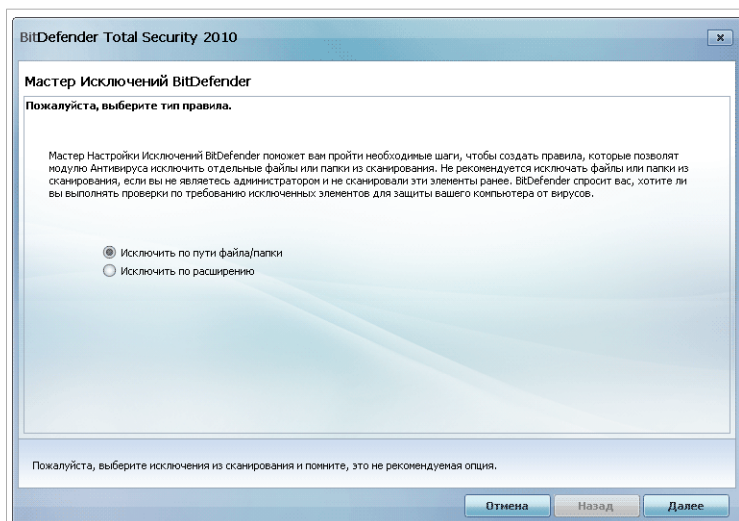 BitDefender Total Security 2010
Мастер Исключений BitDefender
Пожалуйста, выберите тип правила.
Мастер Настройки Исключений BitDefender поможет вам пройти необходимые шаги, чтобы создать правила, которые позволят
модулю Антивируса исключить отдельные файлы или папки из сканирования. Не рекомендуется исключать файлы или папки из
сканирования, если вы не являетесь администратором и не сканировали эти элементы ранее. BitDefender спросит вас, хотите ли
вы выполнять проверки по требованию исключенных элементов для защиты вашего компьютера от вирусов.
Исключить по пути файла/папки
Исключить по расширению
Пожалуйста, выберите исключения из сканирования и помните, это не рекомендуемая опция.
Отмена
Назад
Далее